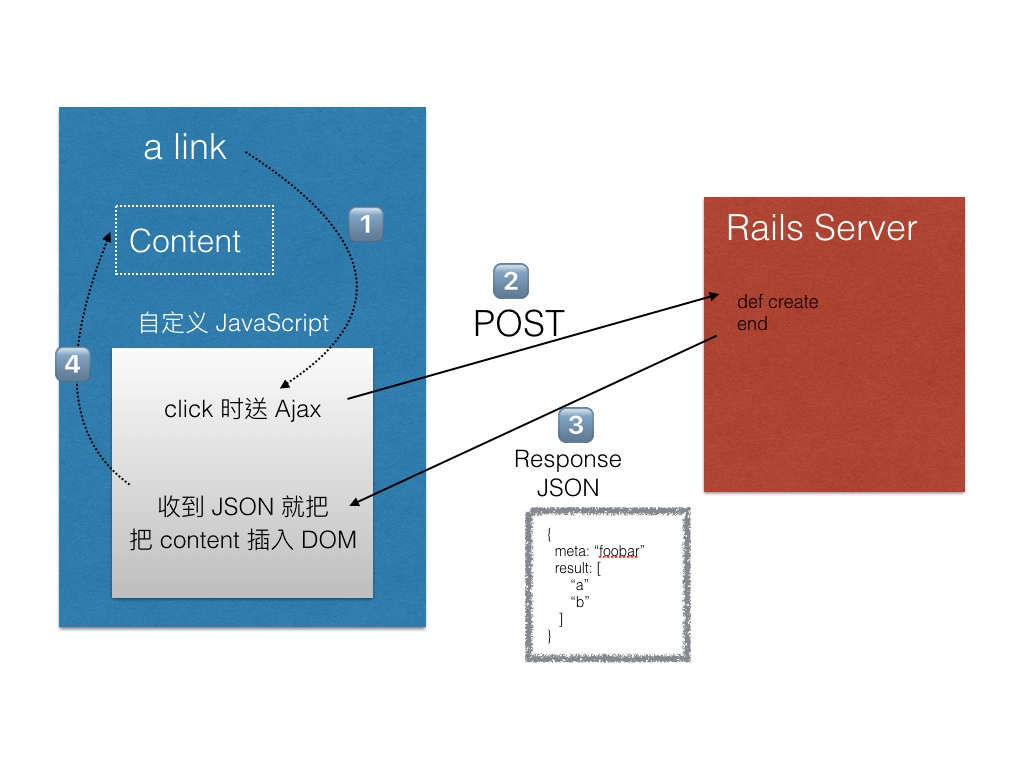 a link
1
Content
自定义 JavaScript
4
click 时送 Ajax
收到 JSON 就把
把 content 插入 DOM
2
POST
3
Response
JSON
{
meta: “foobar”
result: [
“a”
“b”
]
}
Rails Server
def create
end